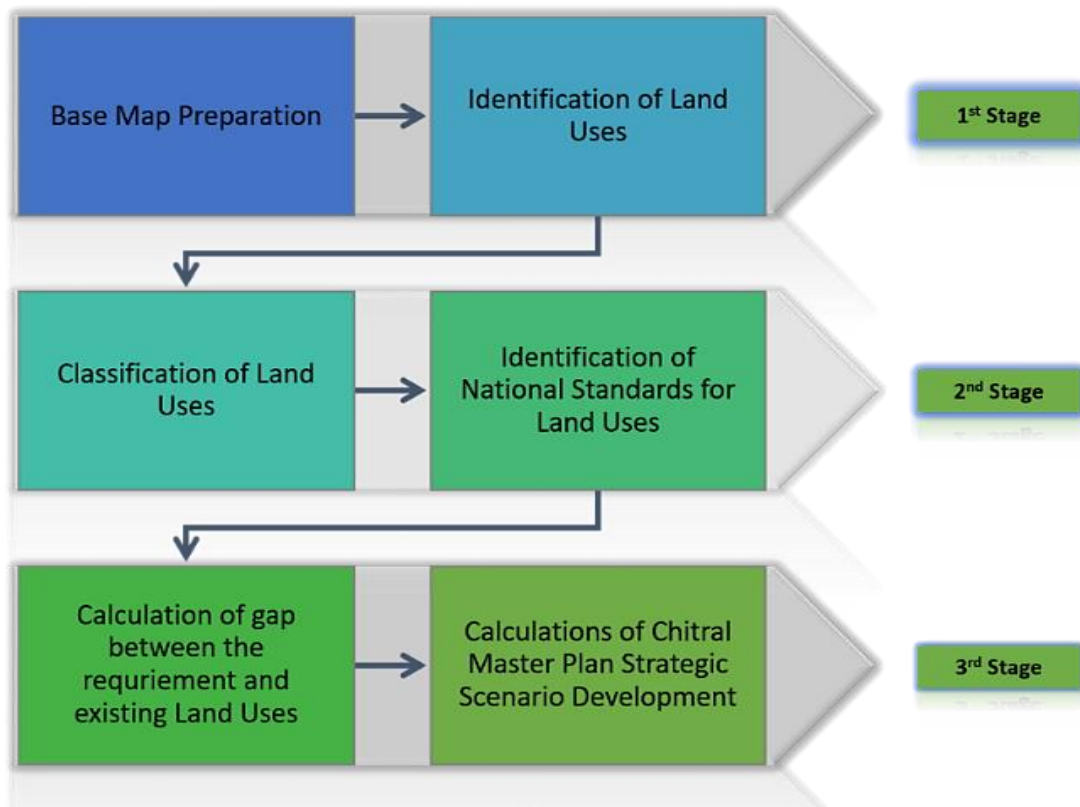 Base Map Preparation
Identification of Land
Uses
1st Stage
Classification of Land
Uses
Identification of
National Standards for
Land Uses
2nd Stage
Calculation of gap
between the
requriement and
existing Land Uses
Calculations of Chitral
Master Plan Strategic
Scenario Development
3rd Stage